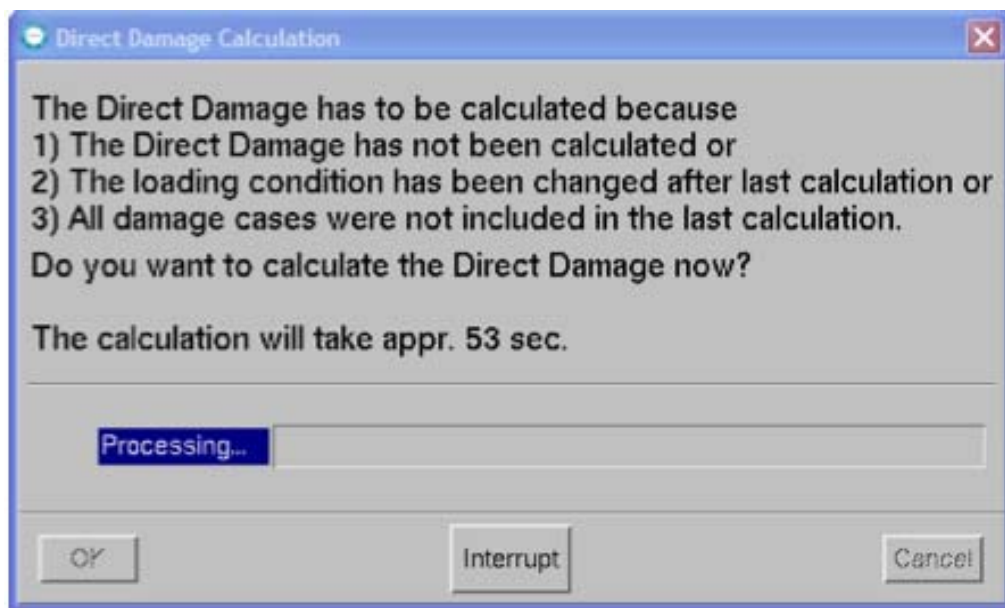 Direct Damage Calculation
The Direct Damage has to be calculated because
1) The Direct Damage has not been calculated or
2) The loading condition has been changed after last calculation or
3) All damage cases were not included in the last calculation.
Do you want to calculate the Direct Damage now?
The calculation will take appr. 53 sec.
Processing...
OK
Interrupt
Cancel